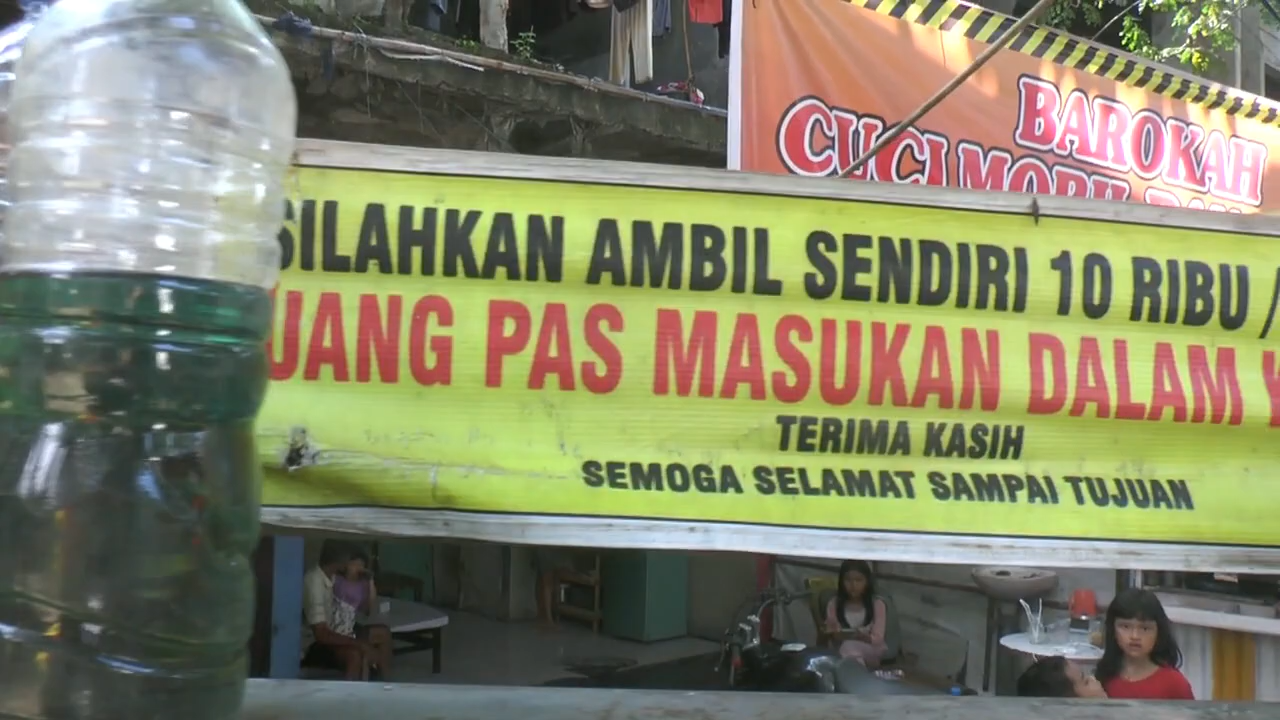 BAROKAH
CUCI MOBIL
SILAHKAN AMBIL SENDIRI 10 RIBU /
UANG PAS MASUKAN DALAM
TERIMA KASIH
SEMOGA SELAMAT SAMPAI TUJUAN